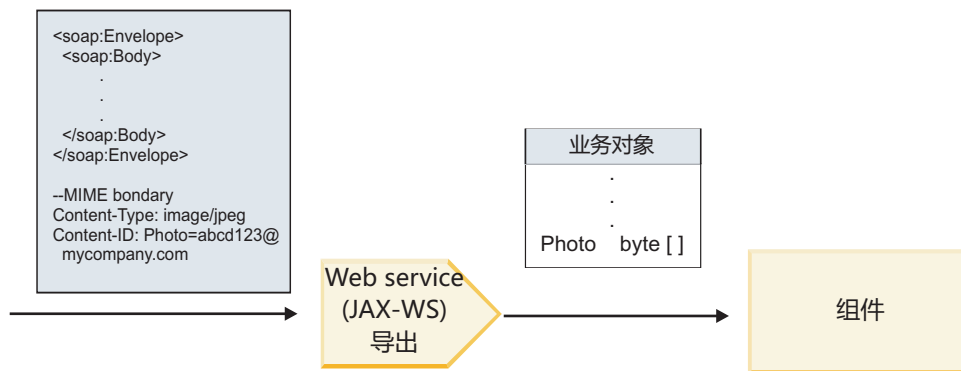 <soap:Envelope>
<soap:Body>
.
.
.
</soap:Body>
</soap:Envelope>
--MIME bondary
Content-Type: image/jpeg
Content-ID: Photo=abcd123@
mycompany.com
Web service
(JAX-WS)
导出
业务对象
.
.
.
Photo byte [ ]
组件